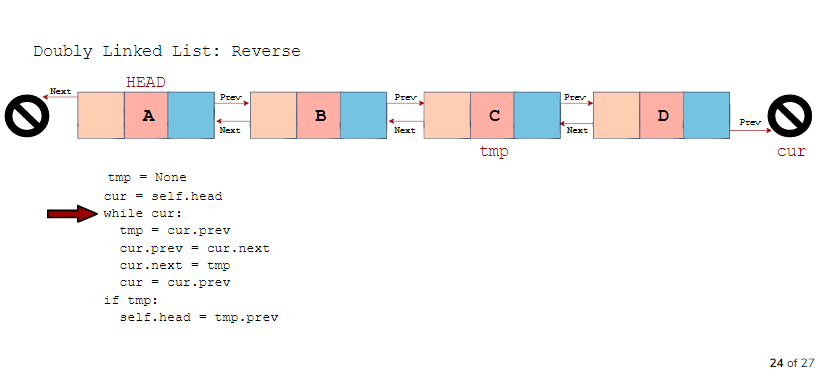 Doubly Linked List: Reverse
HEAD
Next
Prev
Prev
Prev
A
B
C
D
Next
Next
Next
Prev
tmp
cur
tmp = None
cur = self.head
while cur:
tmp = cur.prev
cur.prev = cur.next
cur.next = tmp
cur = cur.prev
if tmp:
self.head = tmp.prev
24 of 27